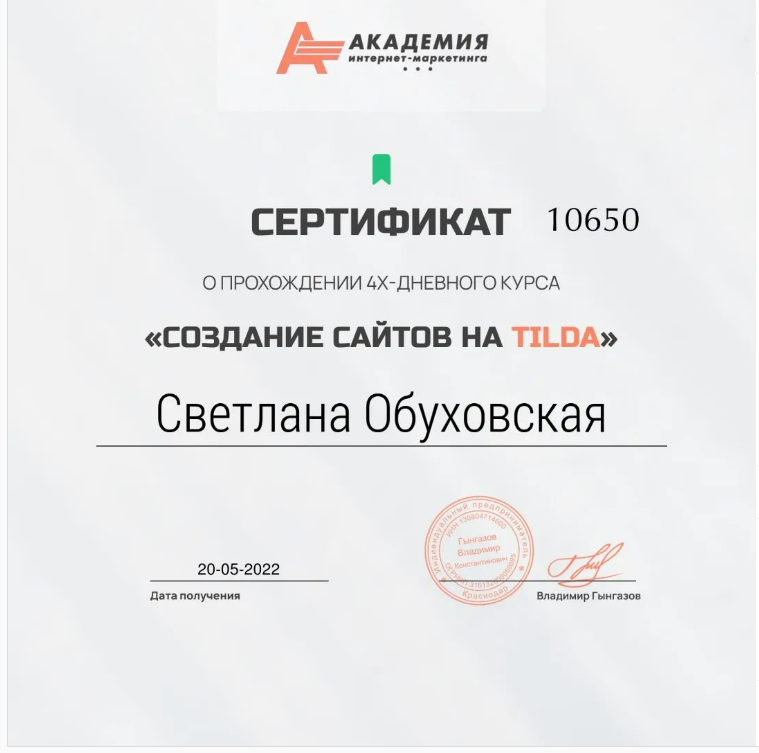 АКАДЕМИЯ
интернет-маркетинга
СЕРТИФИКАТ 10650
О ПРОХОЖДЕНИИ 4Х-ДНЕВНОГО КУРСА
«СОЗДАНИЕ САЙТОВ НА TILDA»
Светлана Обуховская
Индивидуальный предприниматель
Гынгазов
Владимир
Константинович
Краснодар
20-05-2022
Дата получения
Владимир Гынгазов